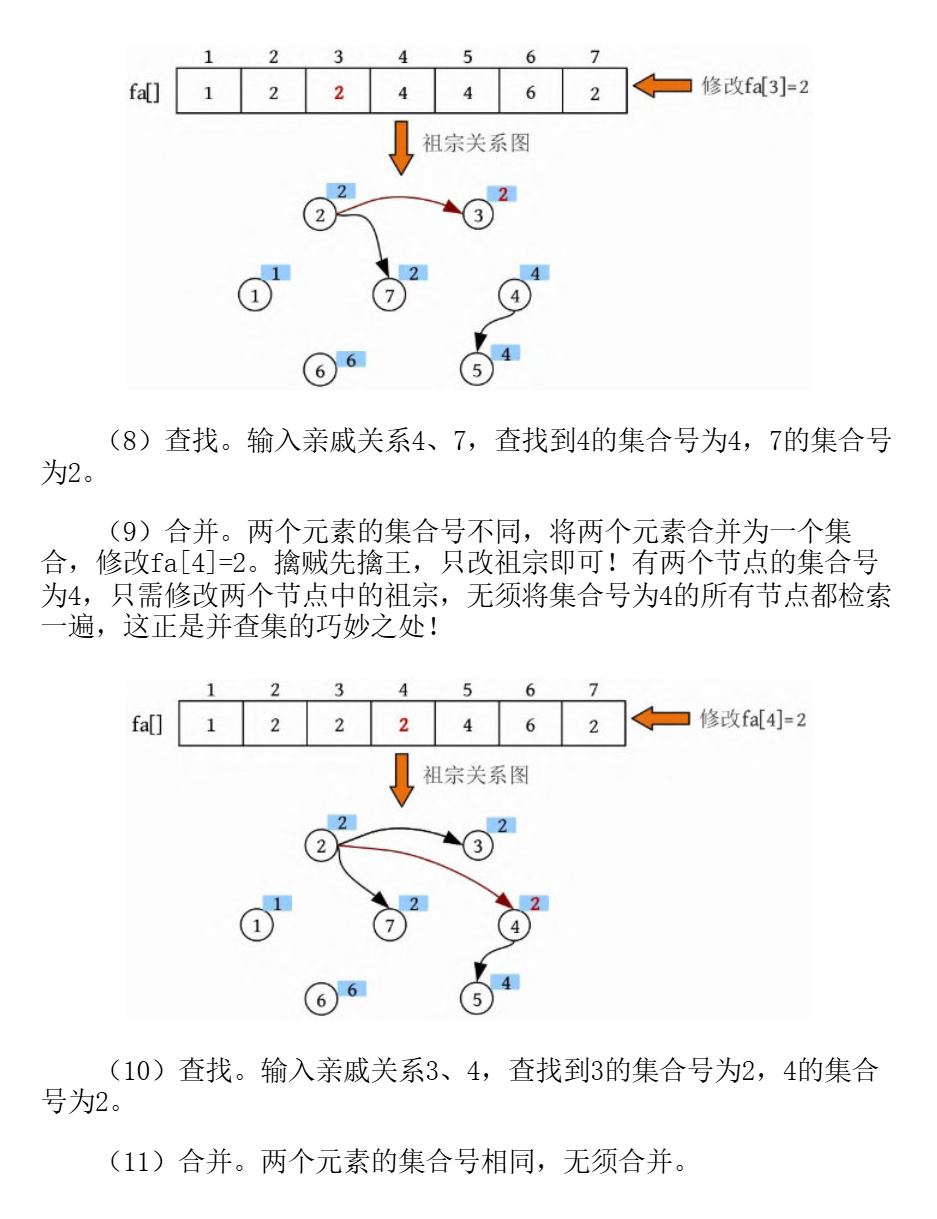 1 2 3 4 5 6 7
fa[] 1 2 2 4 4 6 2 修改fa[3]=2
祖宗关系图
2 2
2 3
1 2 4
1 7 4
6 4
6 5
（8）查找。输入亲戚关系4、7，查找到4的集合号为4，7的集合号
为2。
（9）合并。两个元素的集合号不同，将两个元素合并为一个集
合，修改fa[4]=2。擒贼先擒王，只改祖宗即可！有两个节点的集合号
为4，只需修改两个节点中的祖宗，无须将集合号为4的所有节点都检索
一遍，这正是并查集的巧妙之处！
1 2 3 4 5 6 7
fa[] 1 2 2 2 4 6 2 修改fa[4]=2
祖宗关系图
2 2
2 3
1 2 2
1 7 4
6 4
6 5
（10）查找。输入亲戚关系3、4，查找到3的集合号为2，4的集合
号为2。
（11）合并。两个元素的集合号相同，无须合并。